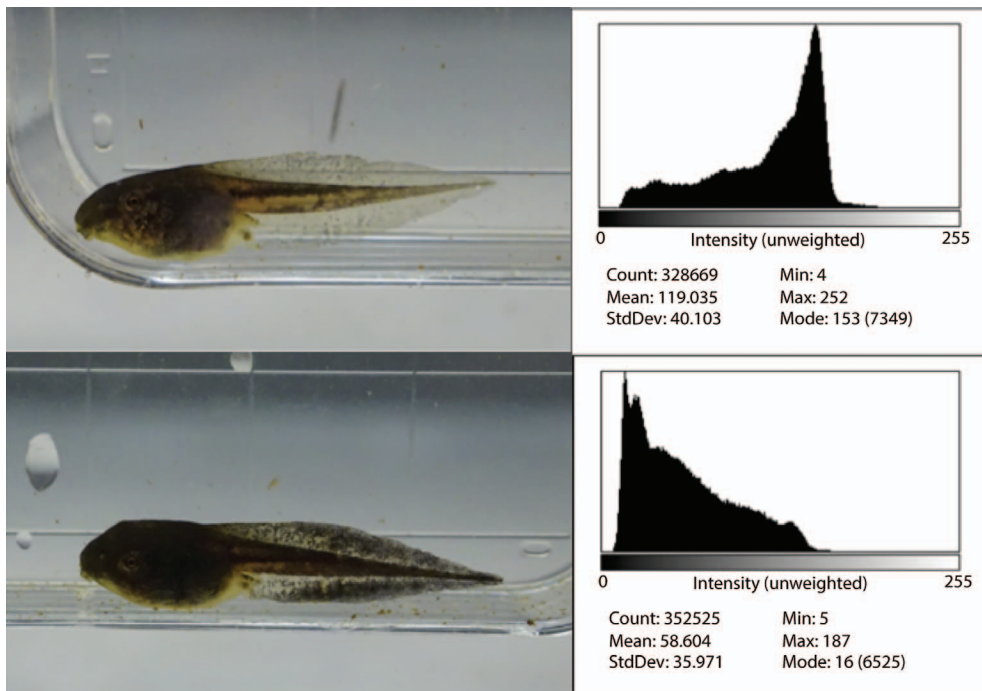 0 255
Intensity (unweighted)
Count: 328669 Min: 4
Mean: 119.035 Max: 252
StdDev: 40.103 Mode: 153 (7349)
0 255
Intensity (unweighted)
Count: 352525 Min: 5
Mean: 58.604 Max: 187
StdDev: 35.971 Mode: 16 (6525)